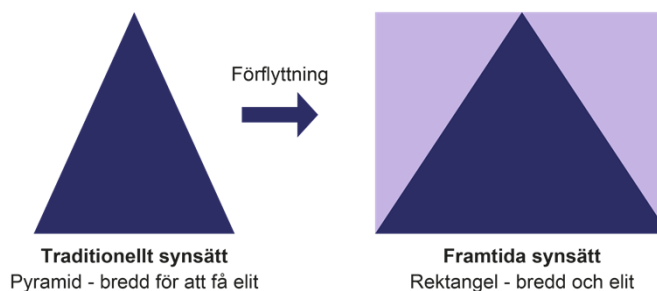 Förflyttning
Traditionellt synsätt
Pyramid - bredd för att få elit
Framtida synsätt
Rektangel - bredd och elit